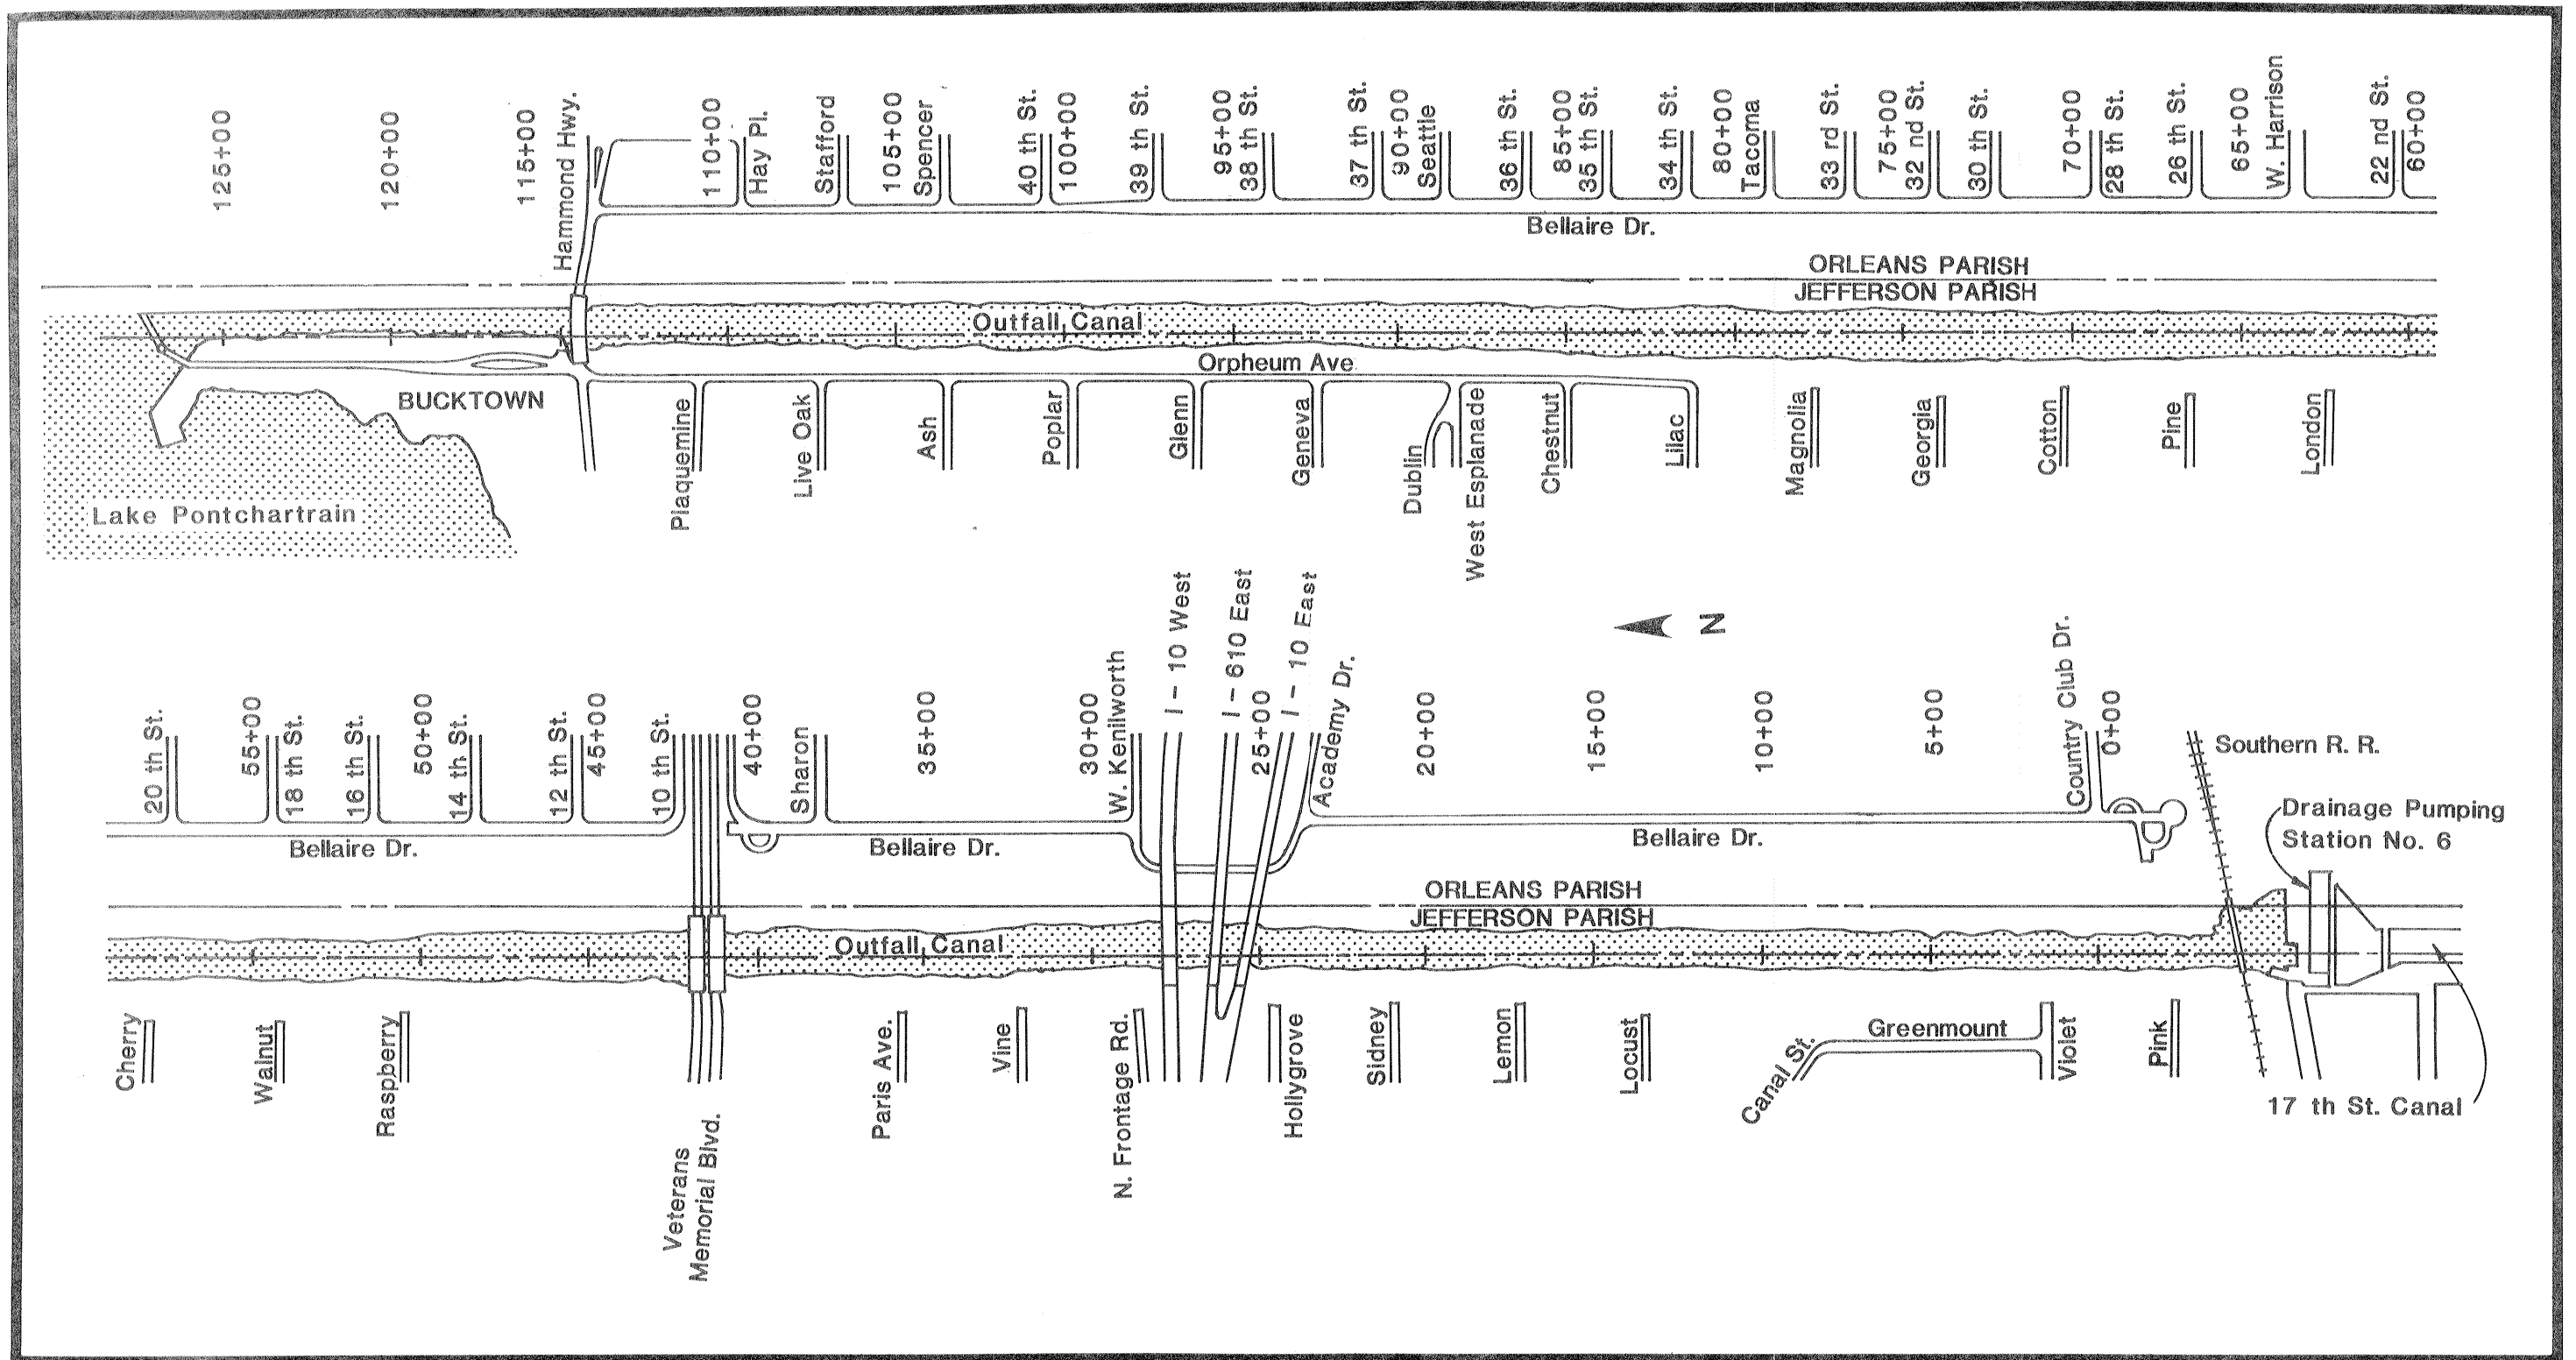 125+00
120+00
115+00
Hammond Hwy.
110+00
Hay Pl.
Stafford
105+00
Spencer
40 th St.
100+00
39 th St.
95+00
38 th St.
37 th St.
90+00
Seattle
36 th St.
85+00
35 th St.
34 th St.
80+00
Tacoma
33 rd St.
75+00
32 nd St.
30 th St.
70+00
28 th St.
26 th St.
65+00
W. Harrison
22 nd St.
60+00
Bellaire Dr.
ORLEANS PARISH
JEFFERSON PARISH
Outfall Canal
Orpheum Ave
BUCKTOWN
Lake Pontchartrain
Plaquemine
Live Oak
Ash
Poplar
Glenn
Geneva
Dublin
West Esplanade
Chestnut
Lilac
Magnolia
Georgia
Cotton
Pine
London
N
20 th St.
55+00
18 th St.
16 th St.
50+00
14 th St.
12 th St.
45+00
10 th St.
40+00
Sharon
35+00
30+00
W. Kenilworth
I - 10 West
I - 610 East
25+00
I - 10 East
Academy Dr.
20+00
15+00
10+00
5+00
Country Club Dr.
0+00
Southern R. R.
Drainage Pumping
Station No. 6
Bellaire Dr.
Bellaire Dr.
Bellaire Dr.
ORLEANS PARISH
JEFFERSON PARISH
Outfall Canal
Cherry
Walnut
Raspberry
Veterans
Memorial Blvd.
Paris Ave.
Vine
N. Frontage Rd.
Hollygrove
Sidney
Lemon
Locust
Canal St.
Greenmount
Violet
Pink
17 th St. Canal